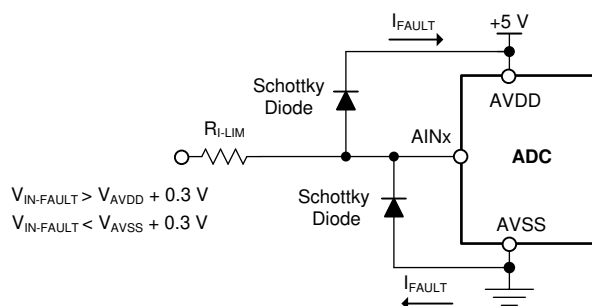 I_FAULT
+5 V
Schottky
Diode
AVDD
R_I-LIM
AINx
ADC
V_IN-FAULT > V_AVDD + 0.3 V
V_IN-FAULT < V_AVSS + 0.3 V
Schottky
Diode
AVSS
I_FAULT